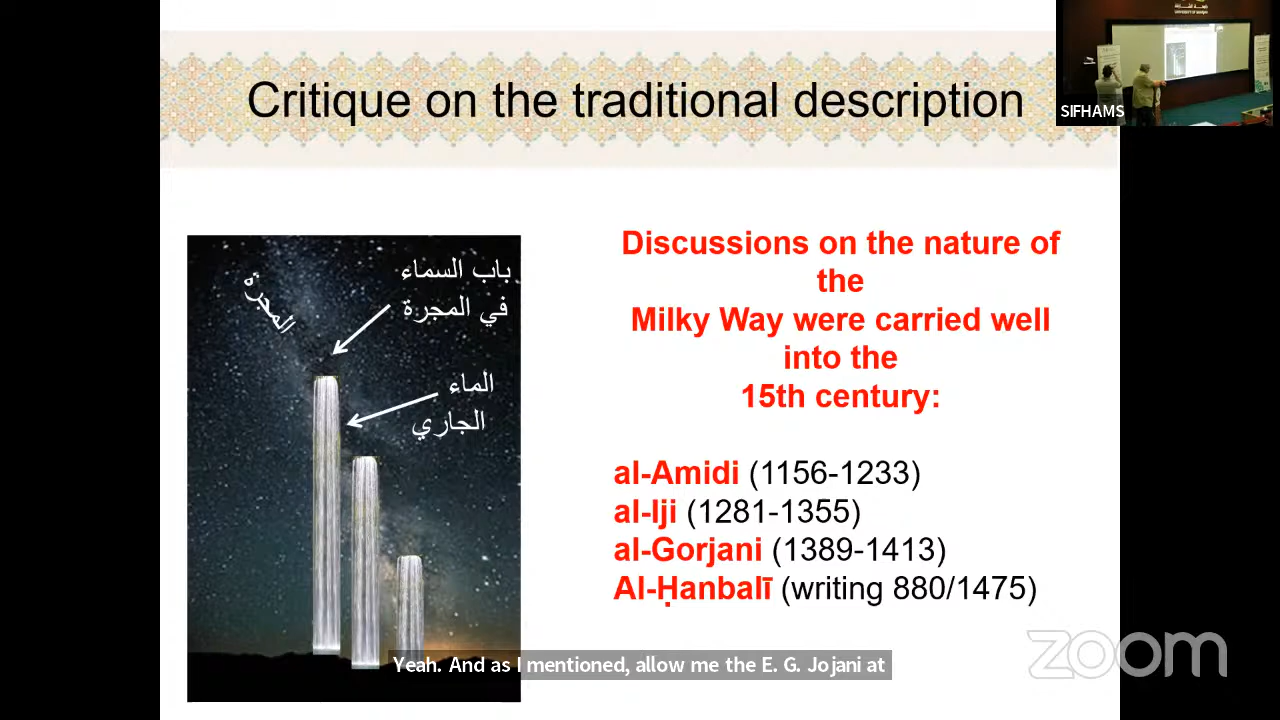 Critique on the traditional description
SIFHAMS
باب السماء
في المجرة
المجرة
الماء
الجاري
Discussions on the nature of
the
Milky Way were carried well
into the
15th century:
al-Amidi (1156-1233)
al-Iji (1281-1355)
al-Gorjani (1389-1413)
Al-Ḥanbalī (writing 880/1475)
Yeah. And as I mentioned, allow me the E. G. Jojani at
zoom